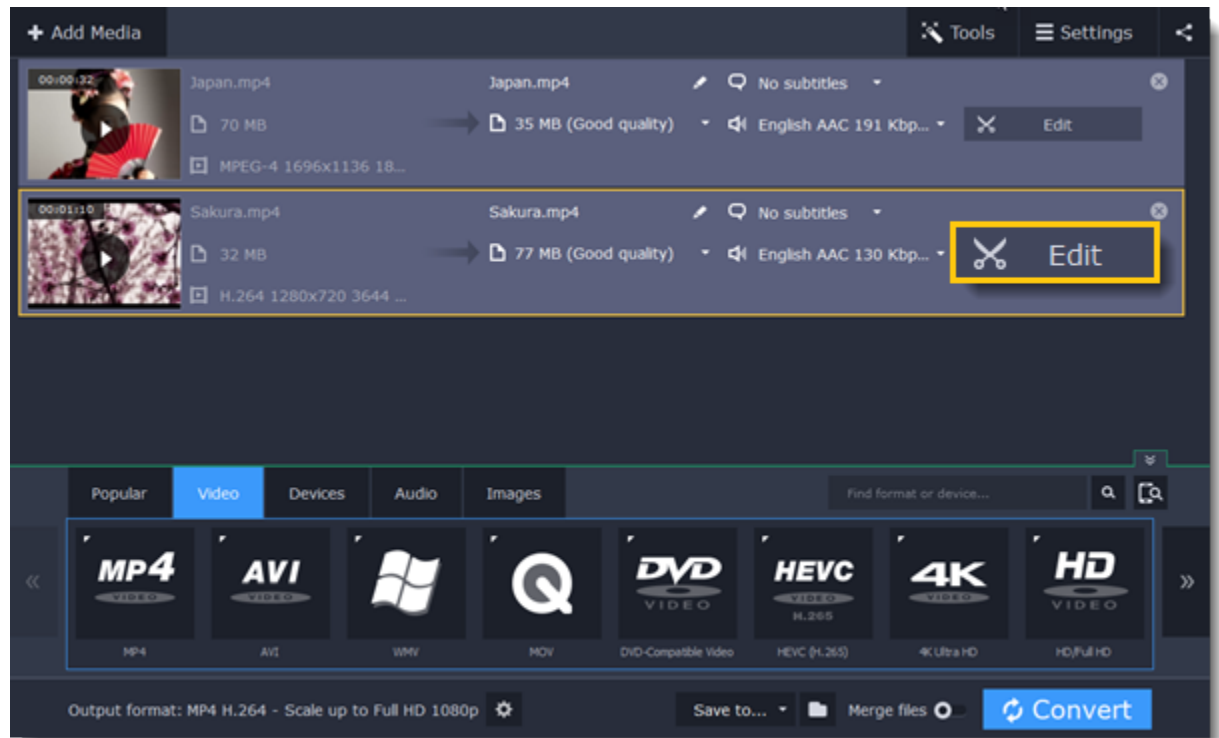 + Add Media
Tools
Settings
00:00:32
Japan.mp4
Japan.mp4
No subtitles
70 MB
35 MB (Good quality)
English AAC 191 Kbp...
Edit
MPEG-4 1696x1136 18...
00:01:10
Sakura.mp4
Sakura.mp4
No subtitles
32 MB
77 MB (Good quality)
English AAC 130 Kbp...
Edit
H.264 1280x720 3644 ...
Popular
Video
Devices
Audio
Images
Find format or device...
MP4
VIDEO
AVI
VIDEO
DVD
VIDEO
HEVC
VIDEO
H.265
4K
VIDEO
HD
VIDEO
MP4
AVI
WMV
MOV
DVD-Compatible Video
HEVC (H.265)
4K Ultra HD
HD/Full HD
Output format: MP4 H.264 - Scale up to Full HD 1080p
Save to...
Merge files
Convert